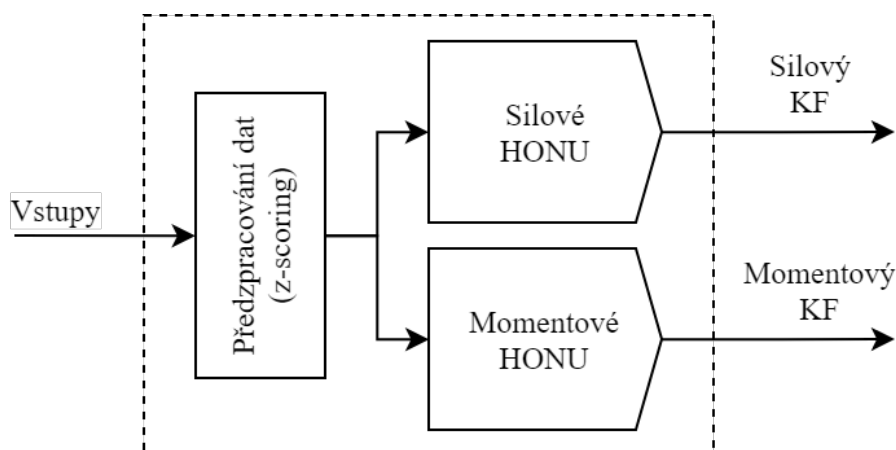 Vstupy
Předzpracování dat
(z-scoring)
Silové
HONU
Silový
KF
Momentové
HONU
Momentový
KF